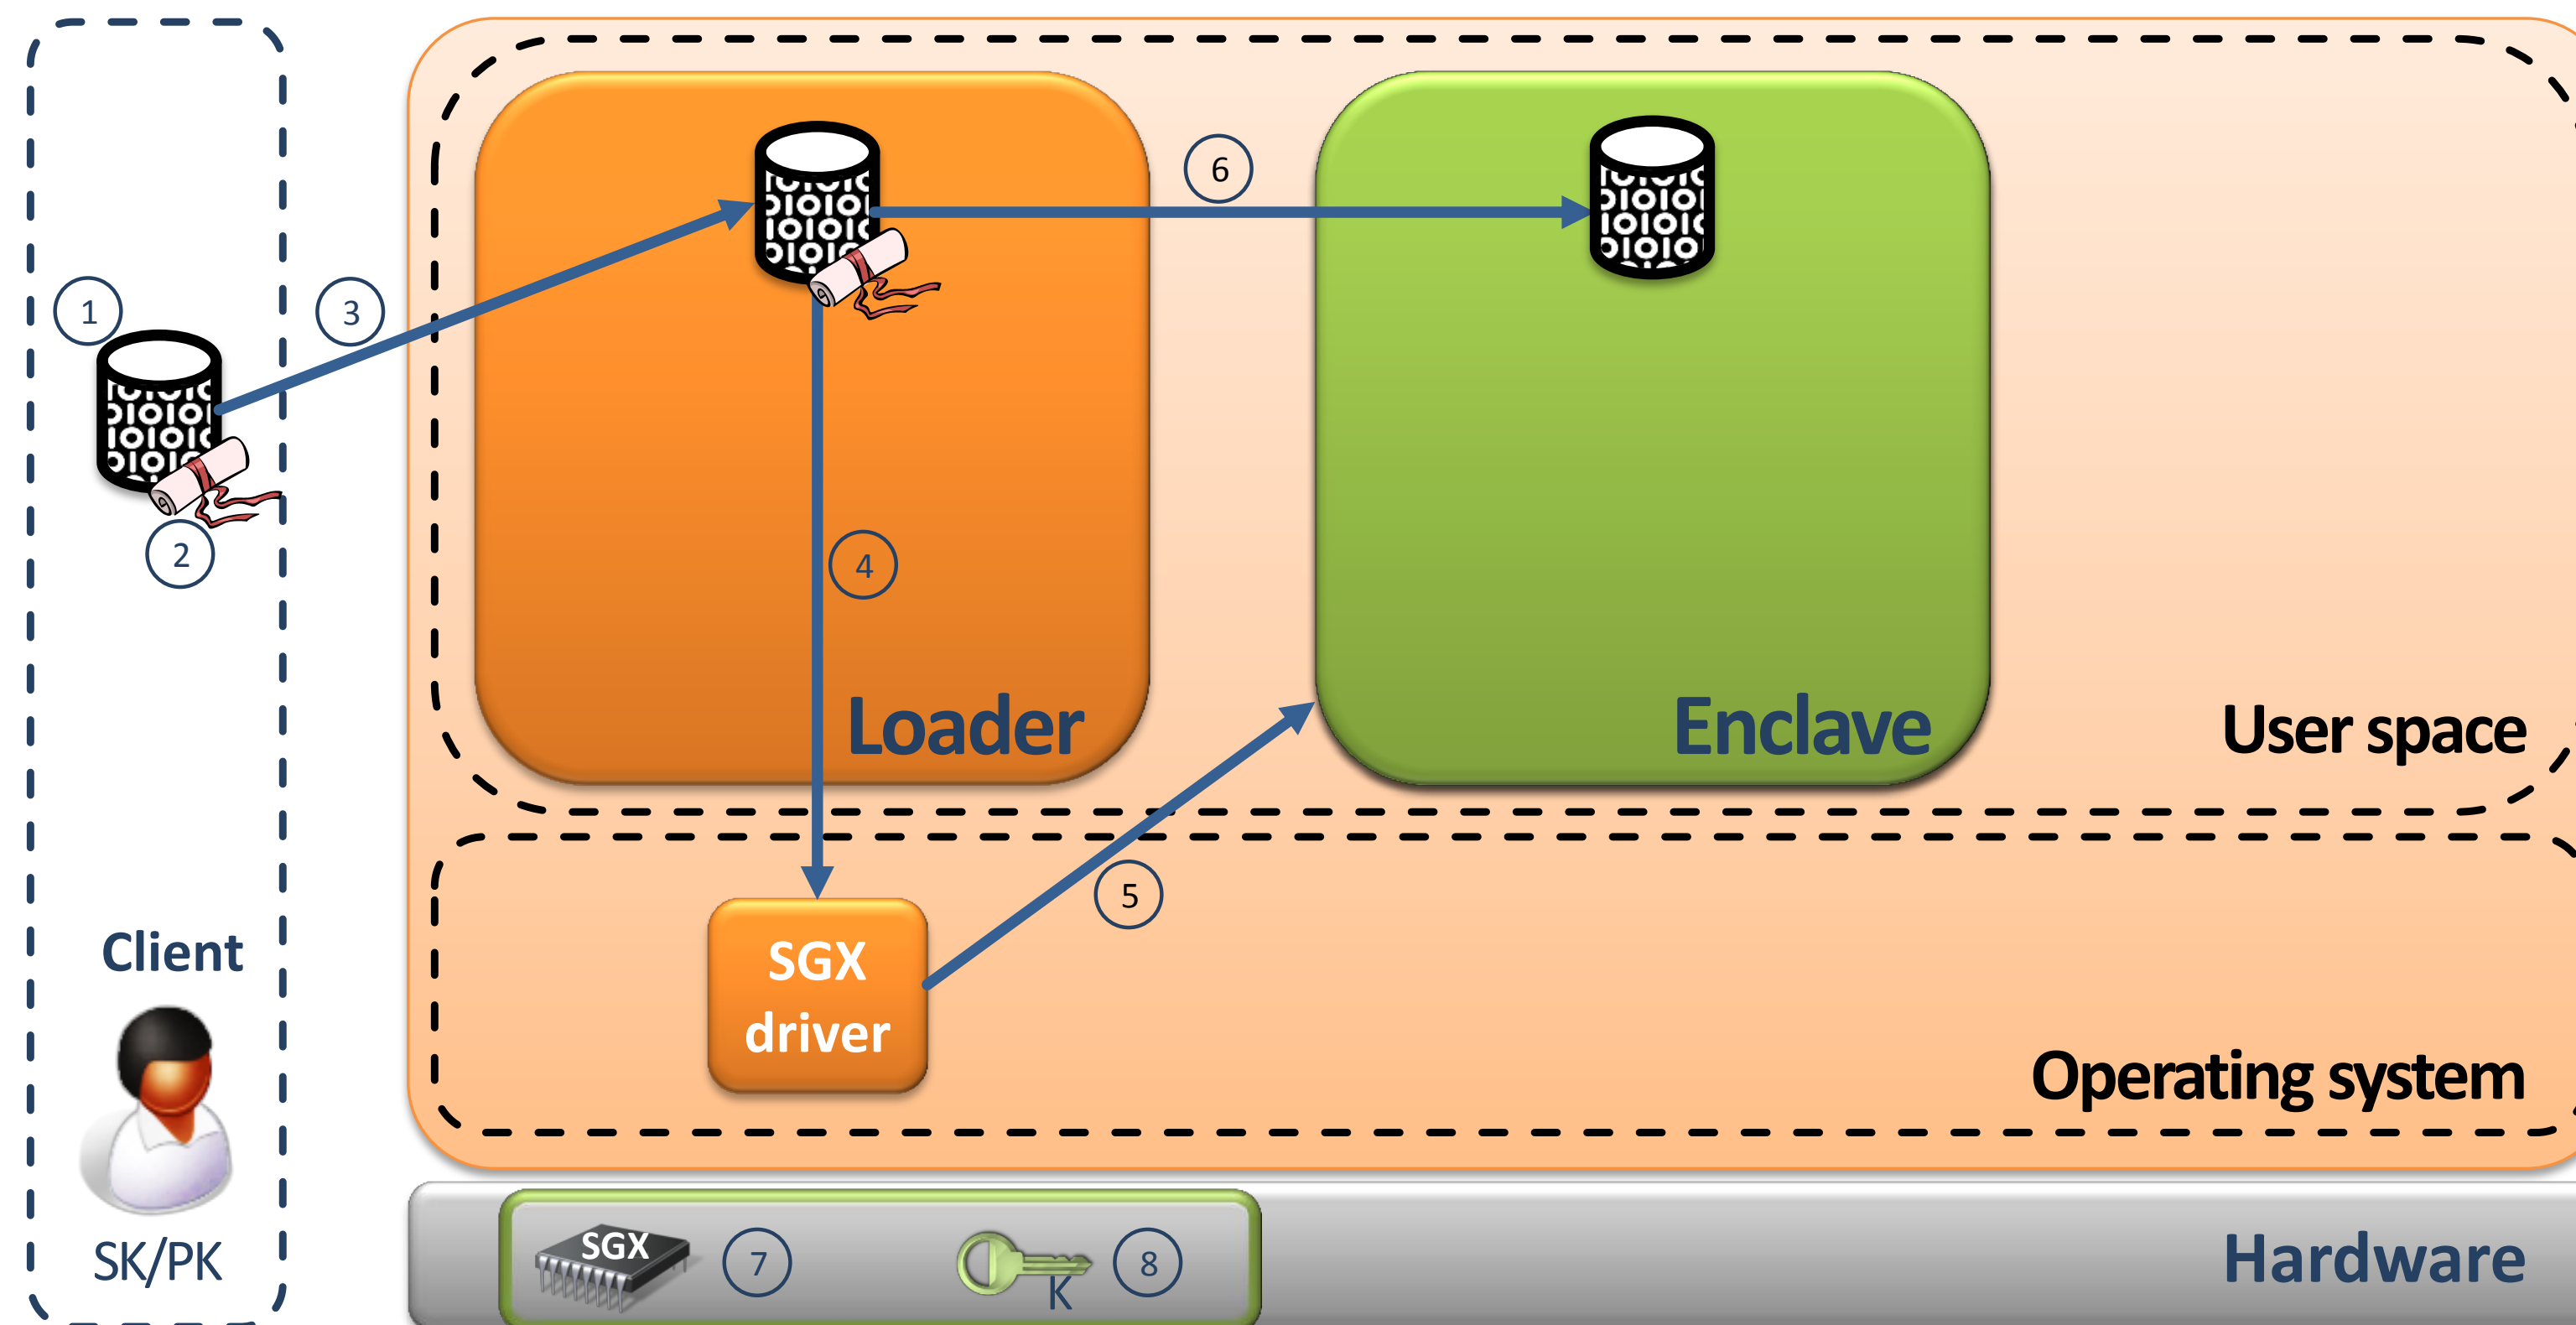 1
2
3
4
5
6
Loader
Enclave
User space
Client
SGX
driver
Operating system
SK/PK
SGX
7
K
8
Hardware